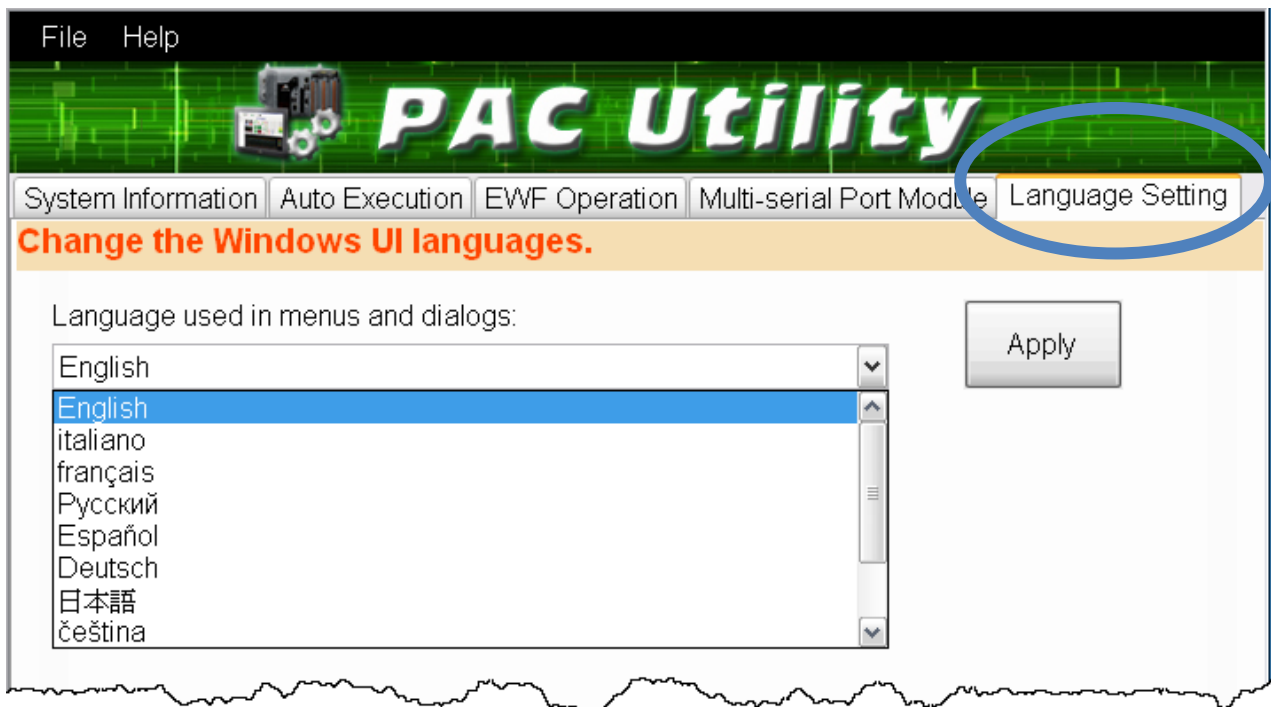 File Help
PAC Utility
System Information Auto Execution EWF Operation Multi-serial Port Module Language Setting
Change the Windows UI languages.
Language used in menus and dialogs:
Apply
English
English
italiano
français
Русский
Español
Deutsch
日本語
čeština